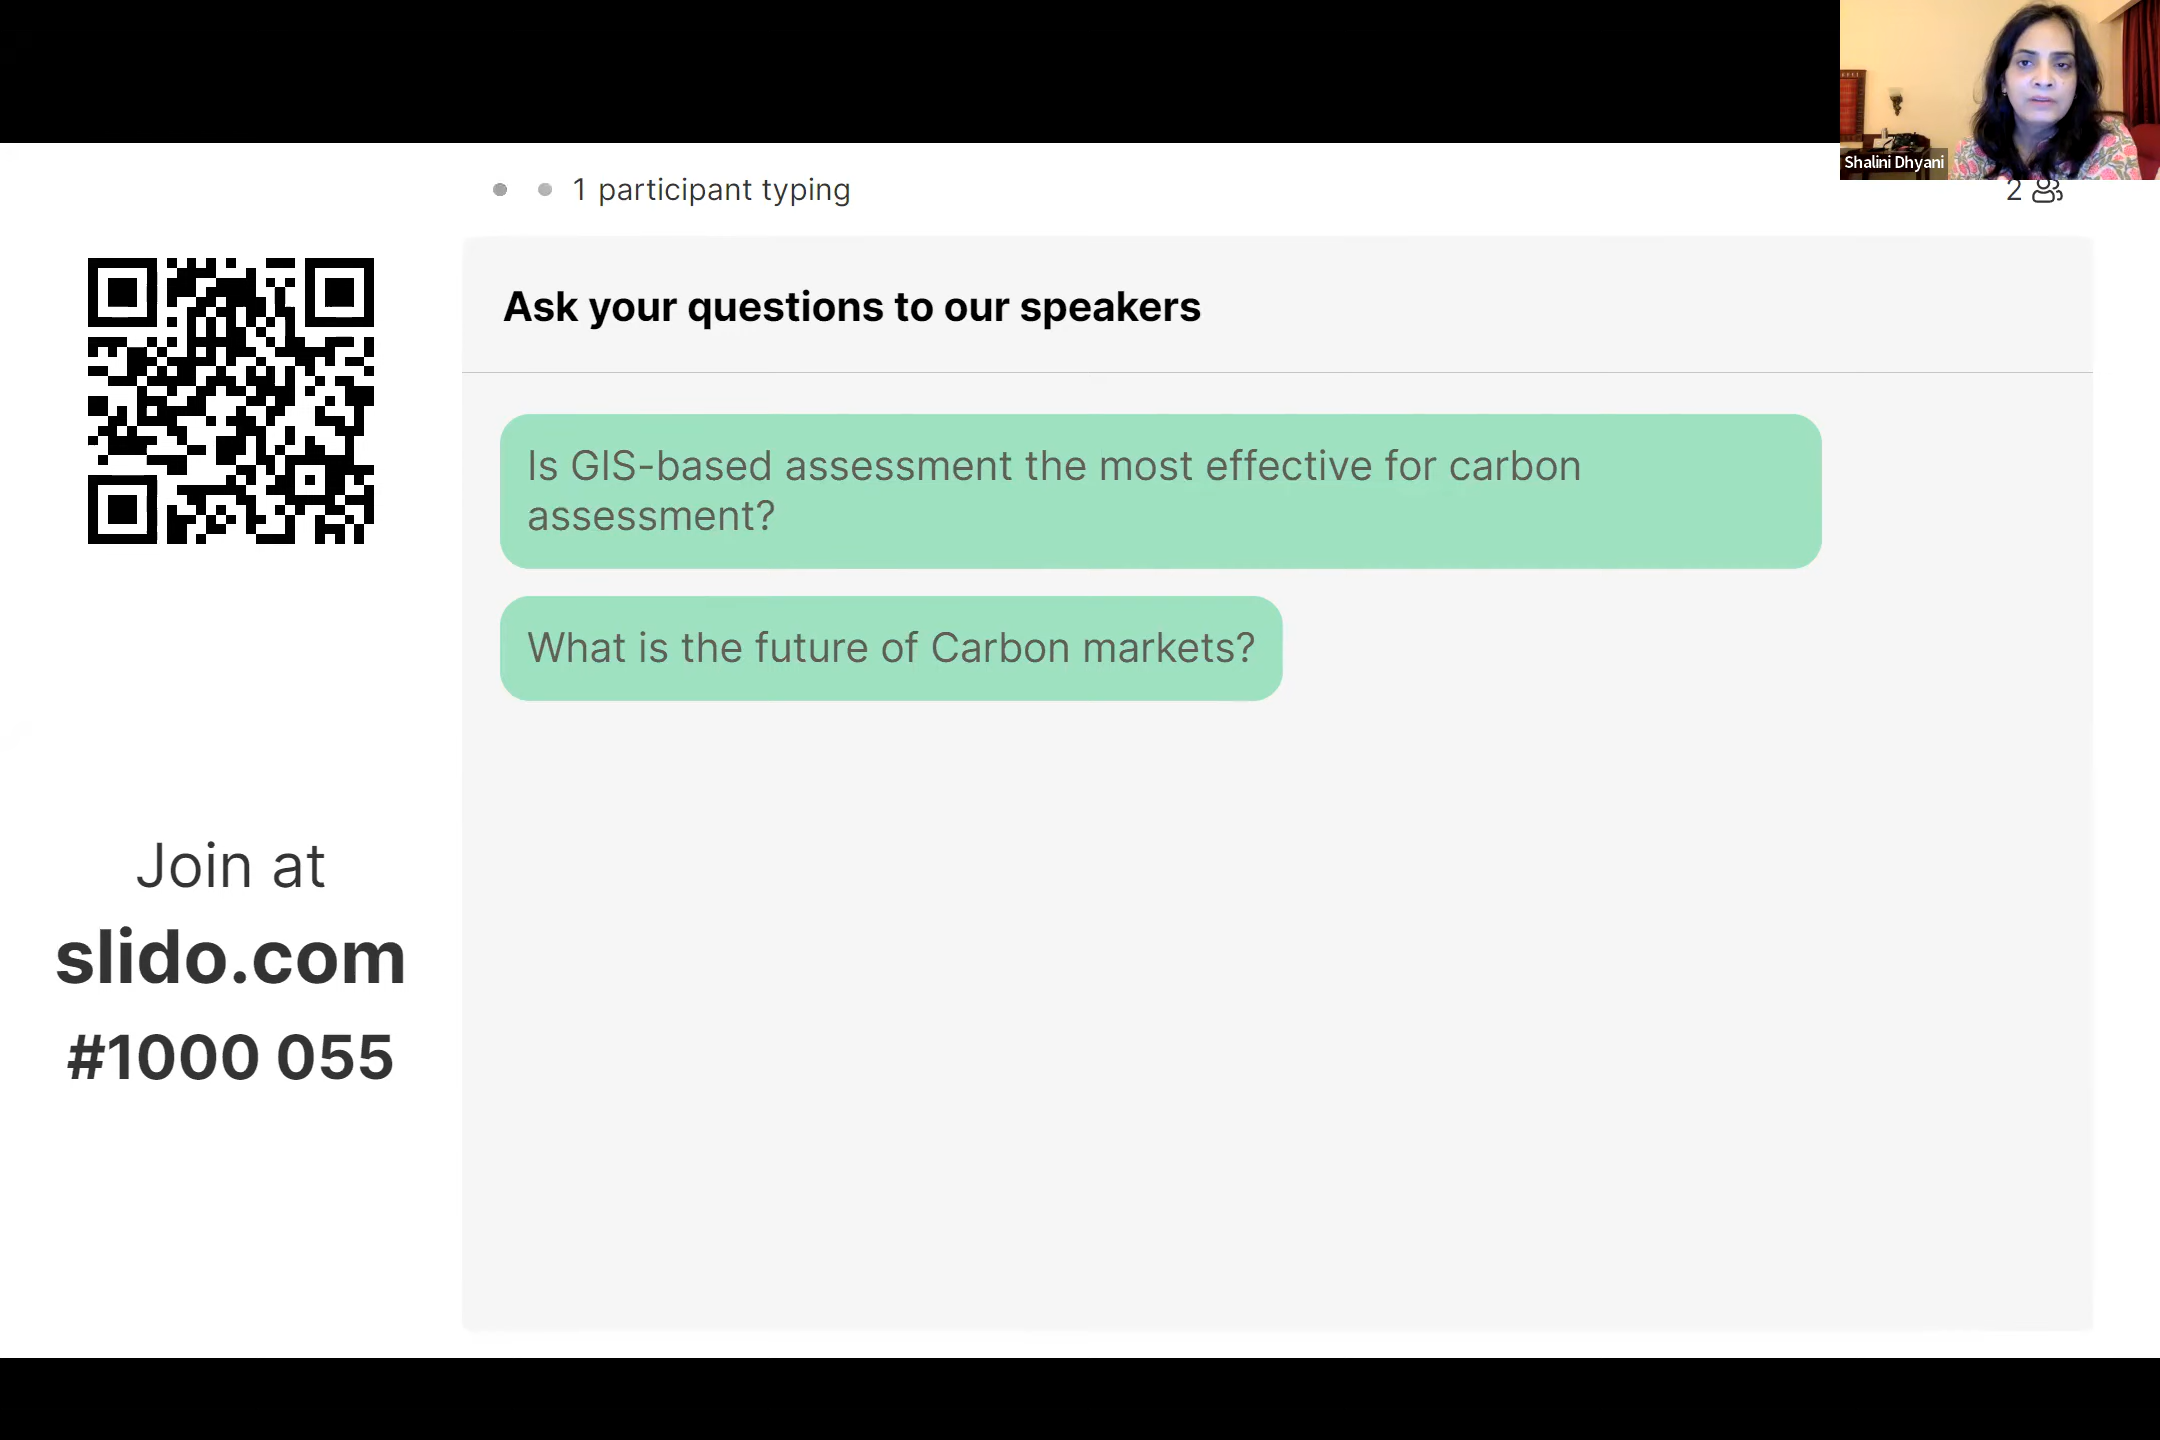 Shalini Dhyani
1 participant typing
2
Ask your questions to our speakers
Is GIS-based assessment the most effective for carbon
assessment?
What is the future of Carbon markets?
Join at
slido.com
#1000 055